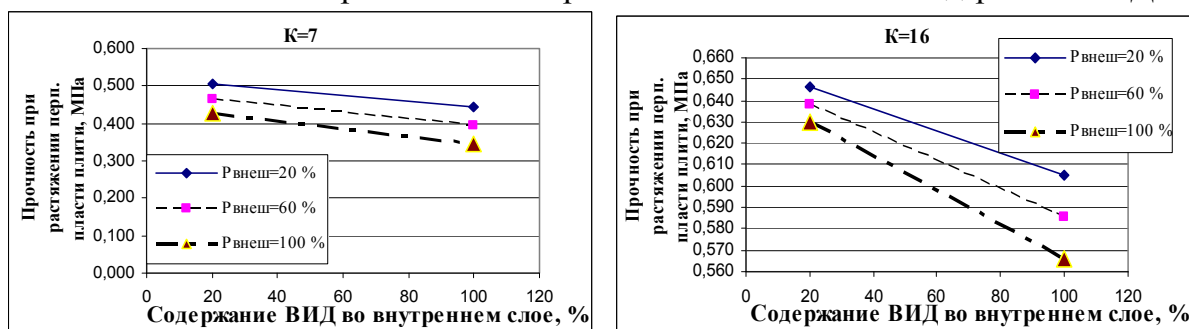 К=7
Прочность при
растяжении перп.
пласти плити, МПа
0,600
0,500
0,400
0,300
0,200
0,100
0,000
Рвнеш=20 %
Рвнеш=60 %
Рвнеш=100 %
0 20 40 60 80 100 120
Содержание ВИД во внутреннем слое, %
К=16
Прочность при
растяжении перп.
пласти плити, МПа
0,660
0,650
0,640
0,630
0,620
0,610
0,600
0,590
0,580
0,570
0,560
Рвнеш=20 %
Рвнеш=60 %
Рвнеш=100 %
0 20 40 60 80 100 120
Содержание ВИД во внутреннем слое, %